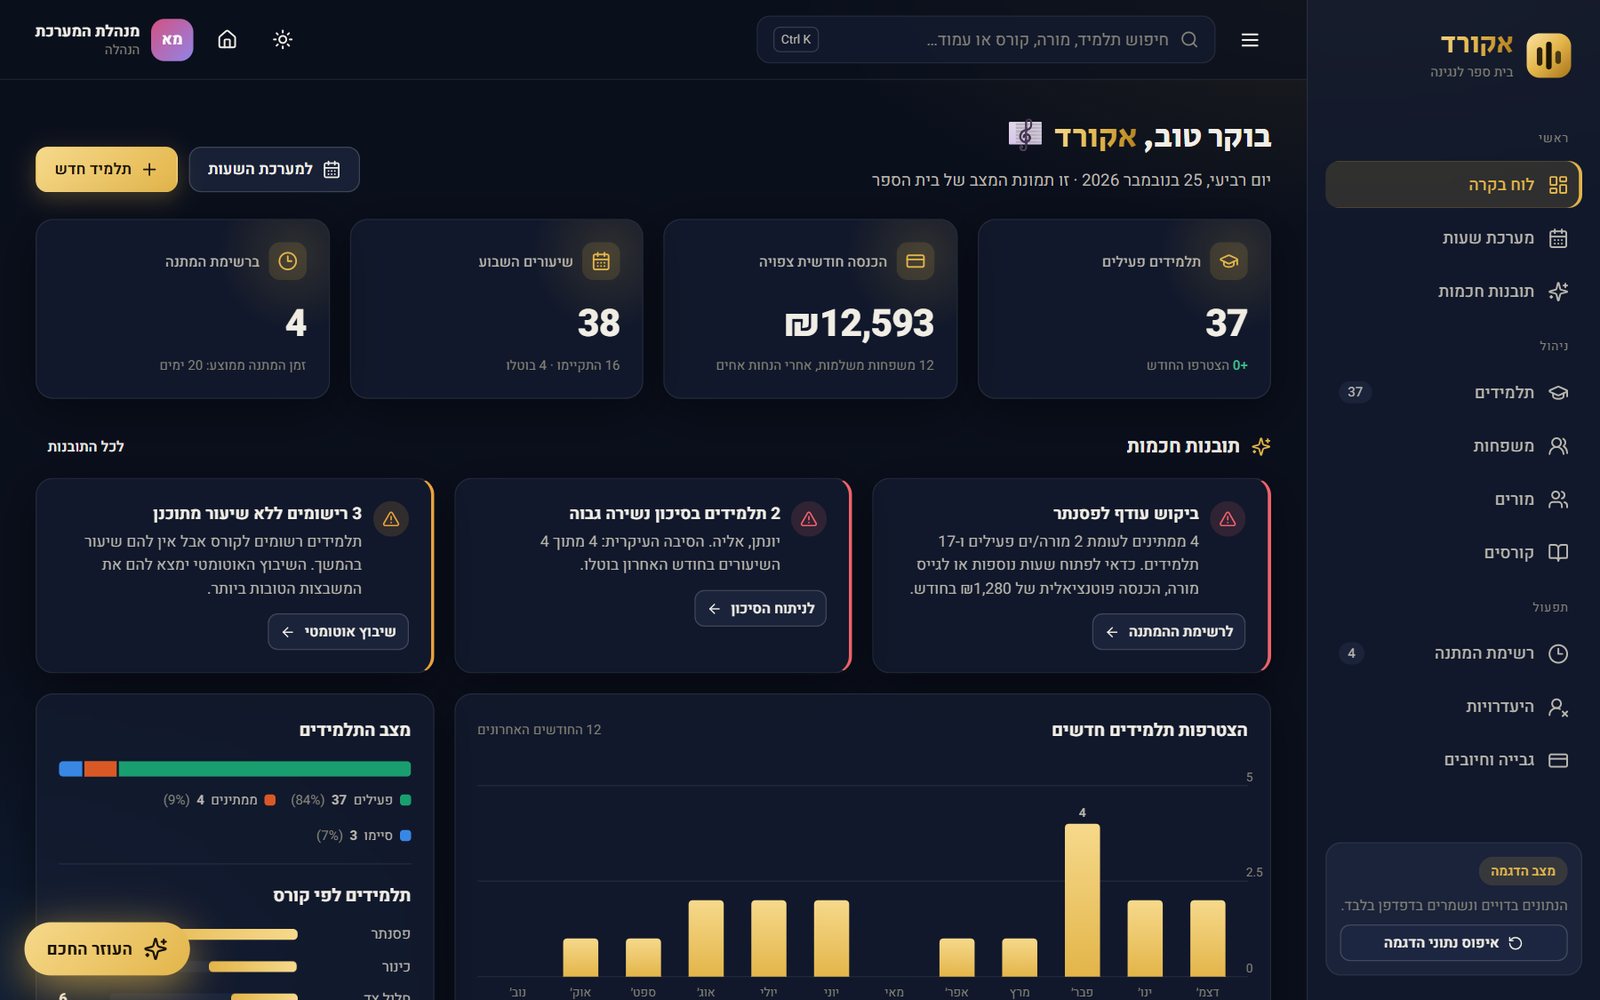 אקורד
בית ספר לנגינה
ראשי
לוח בקרה
מערכת שעות
תובנות חכמות
ניהול
תלמידים 37
משפחות
מורים
קורסים
תפעול
רשימת המתנה 4
היעדרויות
גבייה וחיובים
מצב הדגמה
הנתונים בדויים ונשמרים בדפדפן בלבד.
איפוס נתוני הדגמה
חיפוש תלמיד, מורה, קורס או עמוד... Ctrl K
מא
מנהלת המערכת
הנהלה
בוקר טוב, אקורד
יום רביעי, 25 בנובמבר 2026 · זו תמונת המצב של בית הספר
למערכת השעות
תלמיד חדש
תלמידים פעילים
37
+0 הצטרפו החודש
הכנסה חודשית צפויה
₪12,593
12 משפחות משלמות, אחרי הנחות אחים
שיעורים השבוע
38
16 התקיימו · 4 בוטלו
ברשימת המתנה
4
זמן המתנה ממוצע: 20 ימים
תובנות חכמות
לכל התובנות
ביקוש עודף לפסנתר
4 ממתינים לעומת 2 מורה/ים פעילים ו-17
תלמידים. כדאי לפתוח שעות נוספות או לגייס
מורה, הכנסה פוטנציאלית של ₪1,280 בחודש.
לרשימת ההמתנה
2 תלמידים בסיכון נשירה גבוה
יונתן, אליה. הסיבה העיקרית: 4 מתוך 4
השיעורים בחודש האחרון בוטלו.
לניתוח הסיכון
3 רישומים ללא שיעור מתוכנן
תלמידים רשומים לקורס אבל אין להם שיעור
בהמשך. השיבוץ האוטומטי ימצא להם את
המשבצות הטובות ביותר.
שיבוץ אוטומטי
הצטרפות תלמידים חדשים
12 החודשים האחרונים
5
4
2.5
0
דצמ׳ ינו׳ פבר׳ מרץ אפר׳ מאי יוני יולי אוג׳ ספט׳ אוק׳ נוב׳
מצב התלמידים
פעילים 37 (84%) ממתינים 4 (9%)
סיימו 3 (7%)
תלמידים לפי קורס
פסנתר
כינור
חליל צד 6
העוזר החכם